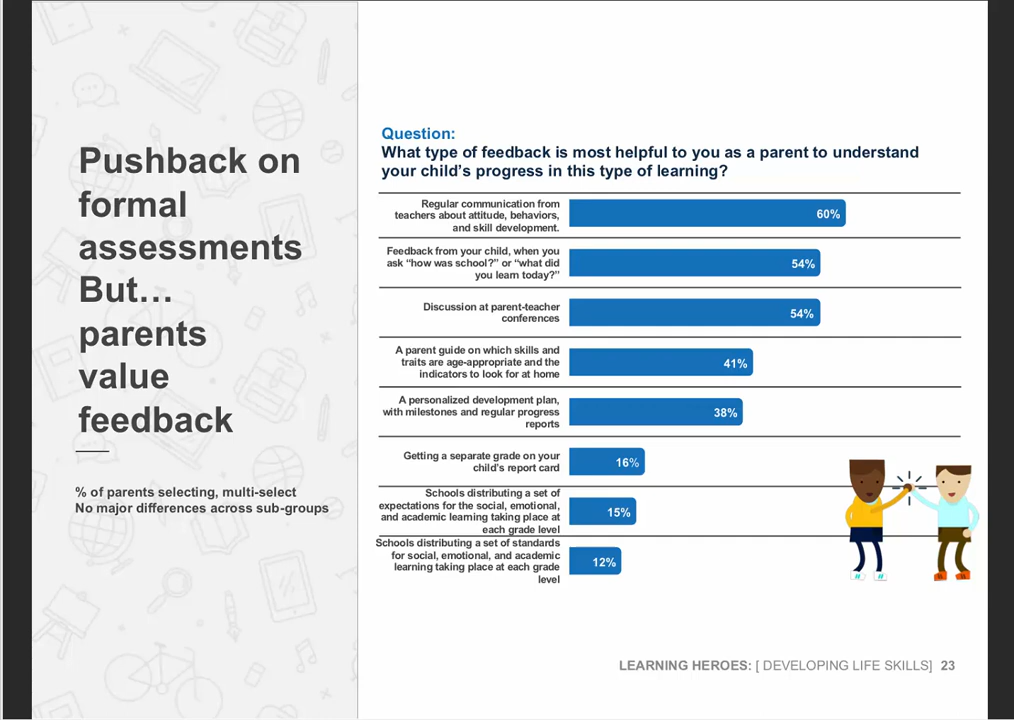 Pushback on
formal
assessments
But…
parents
value
feedback
% of parents selecting, multi-select
No major differences across sub-groups
Question:
What type of feedback is most helpful to you as a parent to understand
your child’s progress in this type of learning?
Regular communication from
teachers about attitude, behaviors,
and skill development.
60%
Feedback from your child, when you
ask “how was school?” or “what did
you learn today?”
54%
Discussion at parent-teacher
conferences
54%
A parent guide on which skills and
traits are age-appropriate and the
indicators to look for at home
41%
A personalized development plan,
with milestones and regular progress
reports
38%
Getting a separate grade on your
child’s report card
16%
Schools distributing a set of
expectations for the social, emotional,
and academic learning taking place at
each grade level
15%
Schools distributing a set of standards
for social, emotional, and academic
learning taking place at each grade
level
12%
LEARNING HEROES: [ DEVELOPING LIFE SKILLS] 23